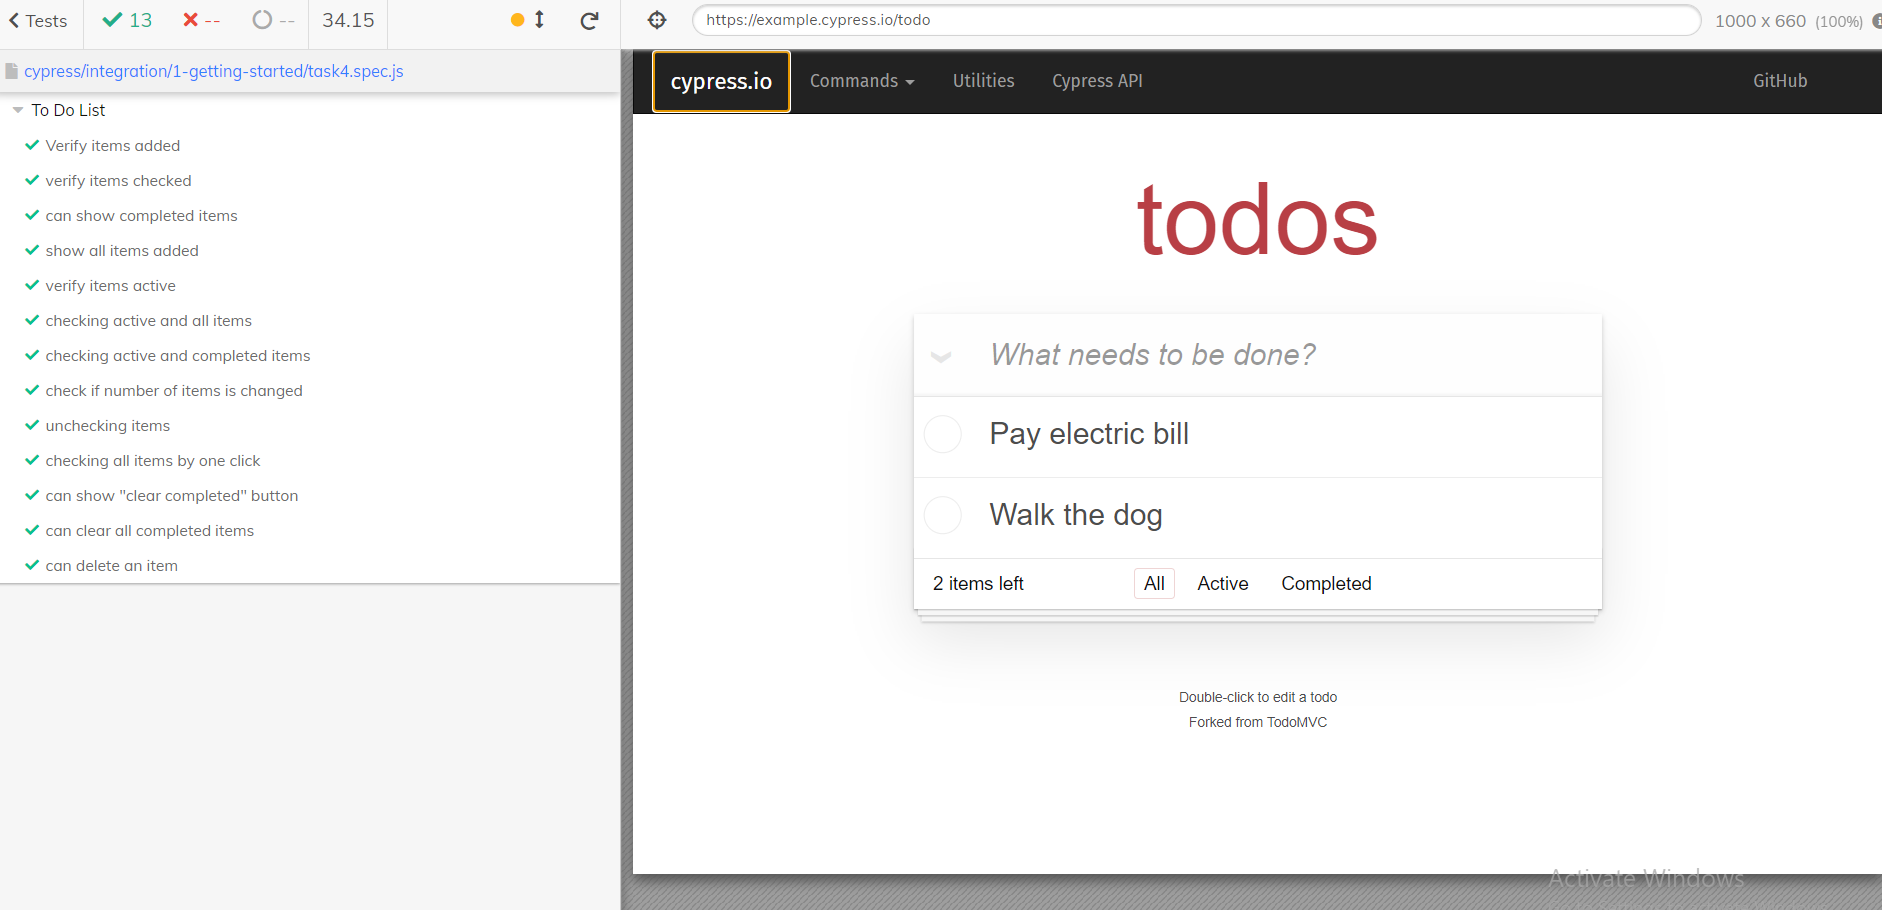 Tests 13 -- -- 34.15
cypress/integration/1-getting-started/task4.spec.js
To Do List
Verify items added
verify items checked
can show completed items
show all items added
verify items active
checking active and all items
checking active and completed items
check if number of items is changed
unchecking items
checking all items by one click
can show "clear completed" button
can clear all completed items
can delete an item
https://example.cypress.io/todo 1000 x 660 (100%)
cypress.io Commands Utilities Cypress API GitHub
todos
What needs to be done?
Pay electric bill
Walk the dog
2 items left All Active Completed
Double-click to edit a todo
Forked from TodoMVC
Activate Windows